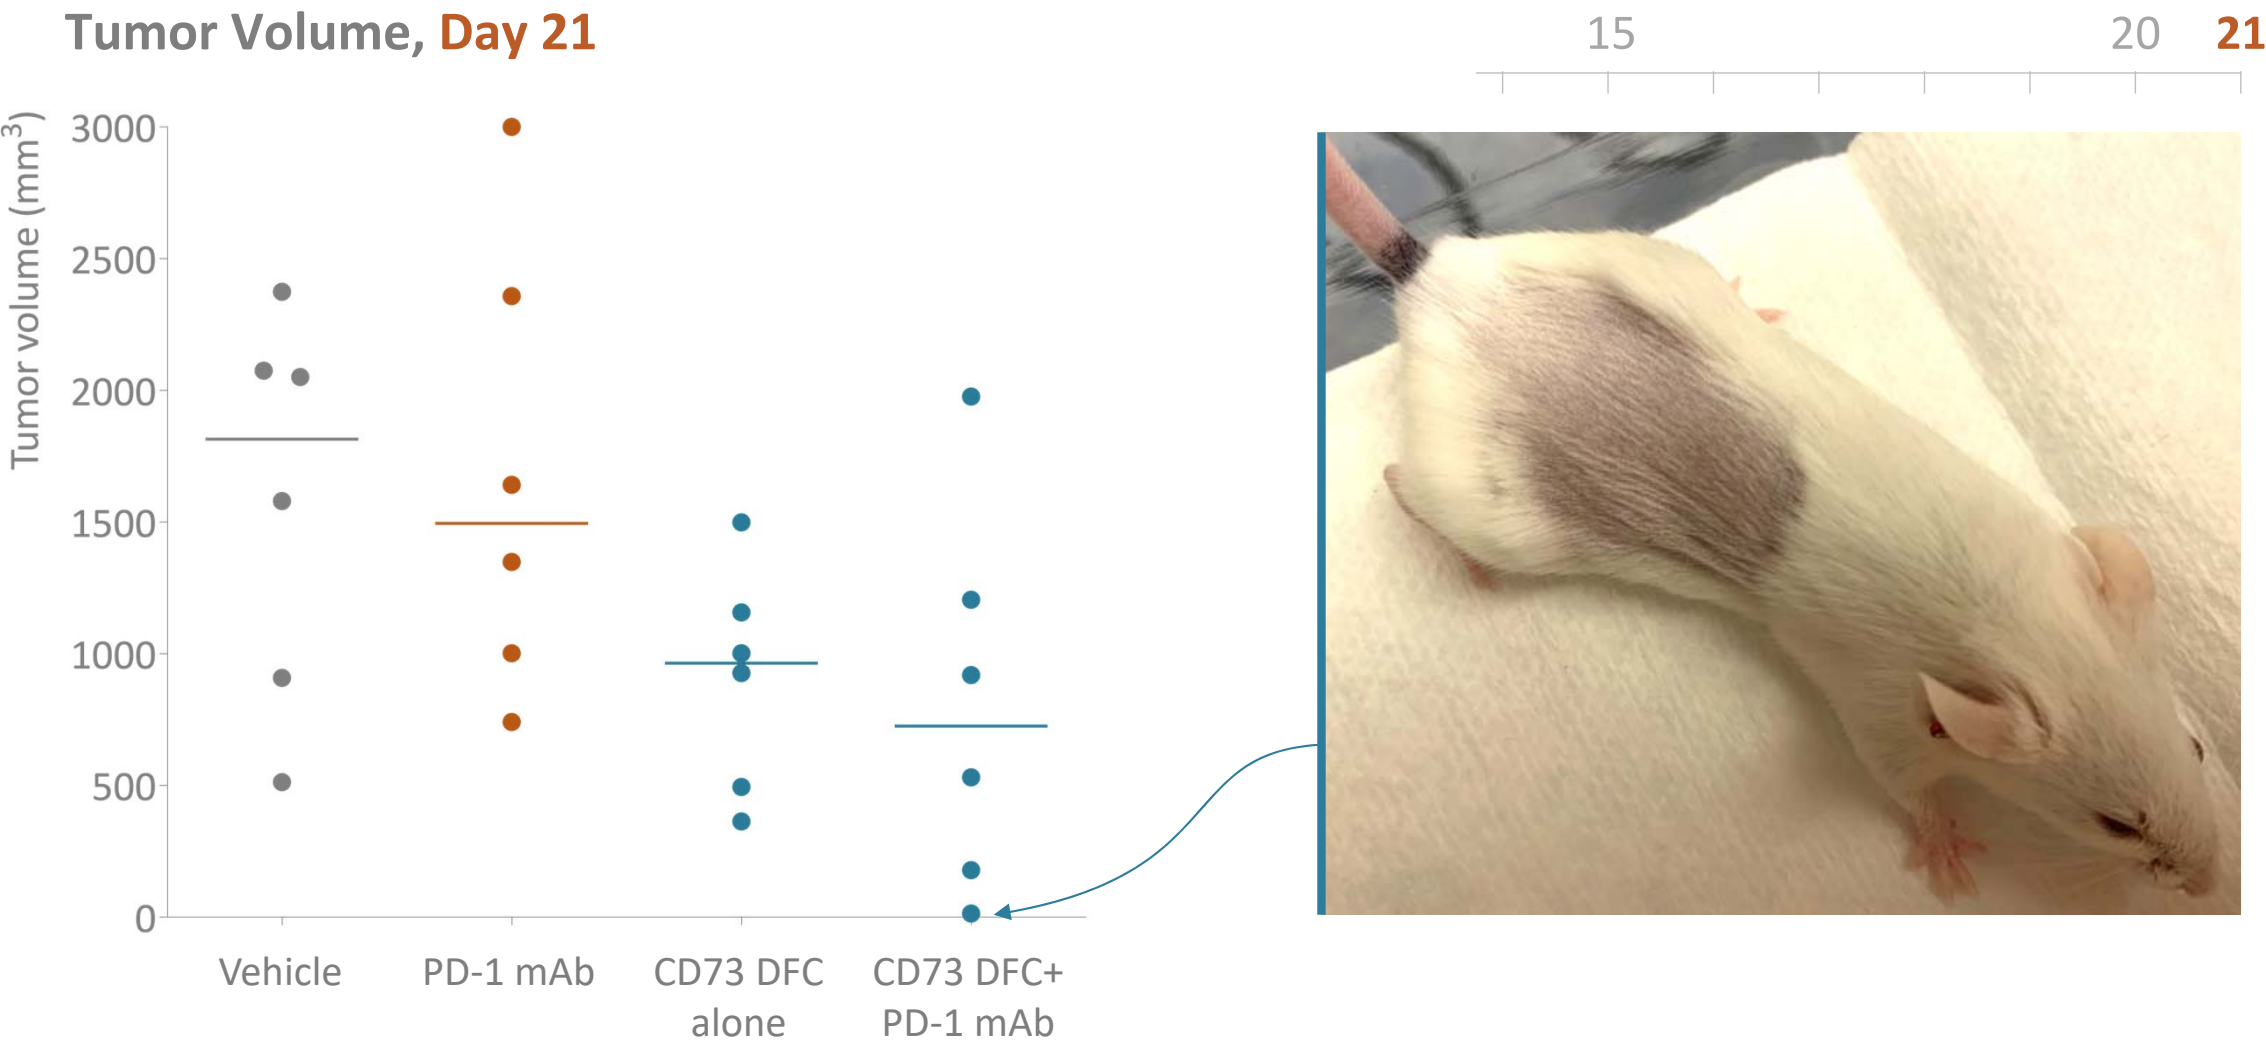 Tumor Volume, Day 21
15 20 21
Tumor volume (mm³)
3000
2500
2000
1500
1000
500
0
Vehicle
PD-1 mAb
CD73 DFC
alone
CD73 DFC+
PD-1 mAb